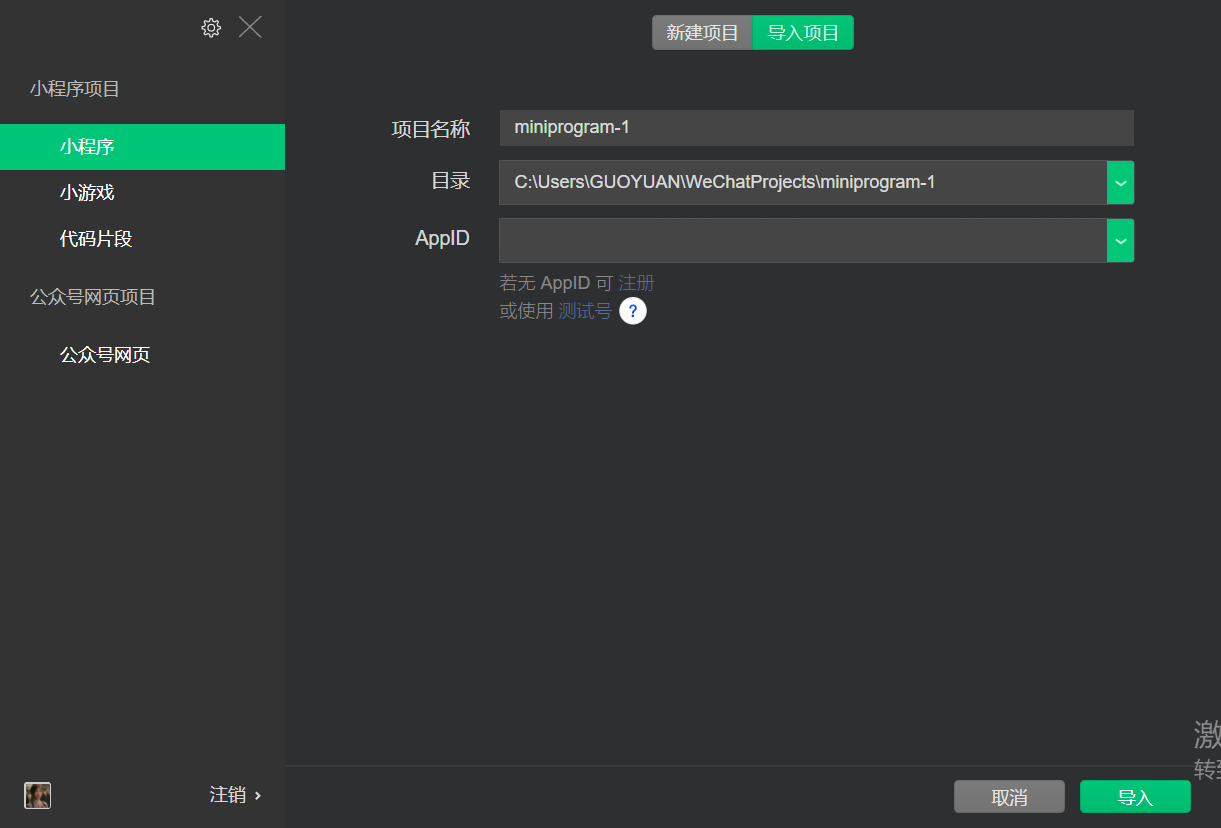 新建项目 导入项目
小程序项目
小程序
小游戏
代码片段
公众号网页项目
公众号网页
项目名称 miniprogram-1
目录 C:\Users\GUOYUAN\WeChatProjects\miniprogram-1
AppID
若无 AppID 可 注册
或使用 测试号 ?
激
转到
注销 ›
取消 导入